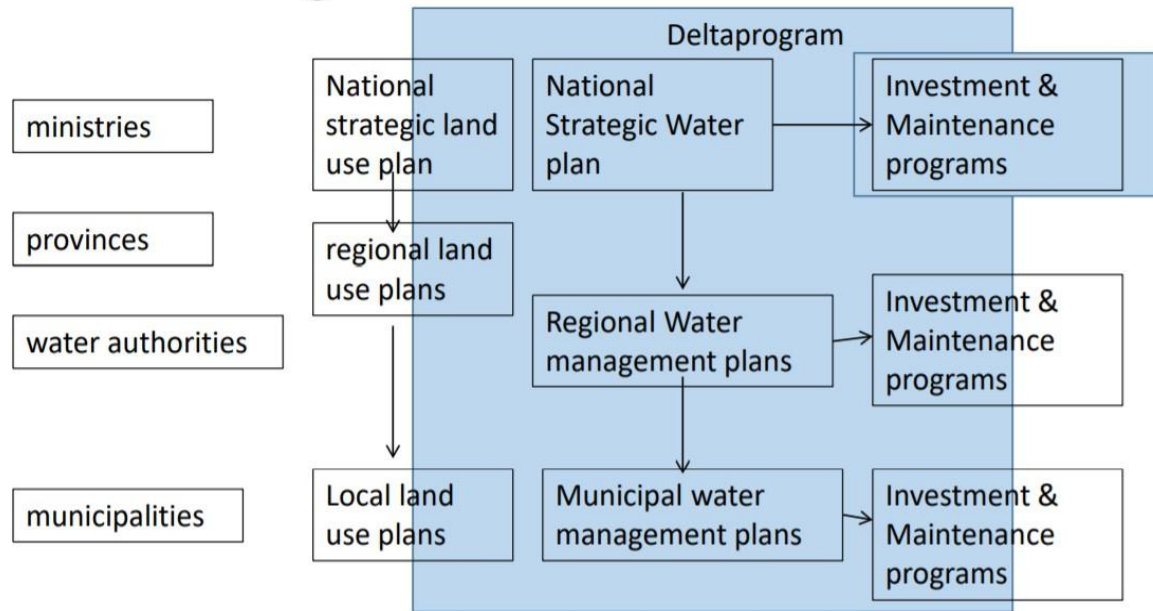 Deltaprogram
ministries
National
strategic land
use plan
National
Strategic Water
plan
Investment &
Maintenance
programs
provinces
regional land
use plans
water authorities
Regional Water
management plans
Investment &
Maintenance
programs
municipalities
Local land
use plans
Municipal water
management plans
Investment &
Maintenance
programs